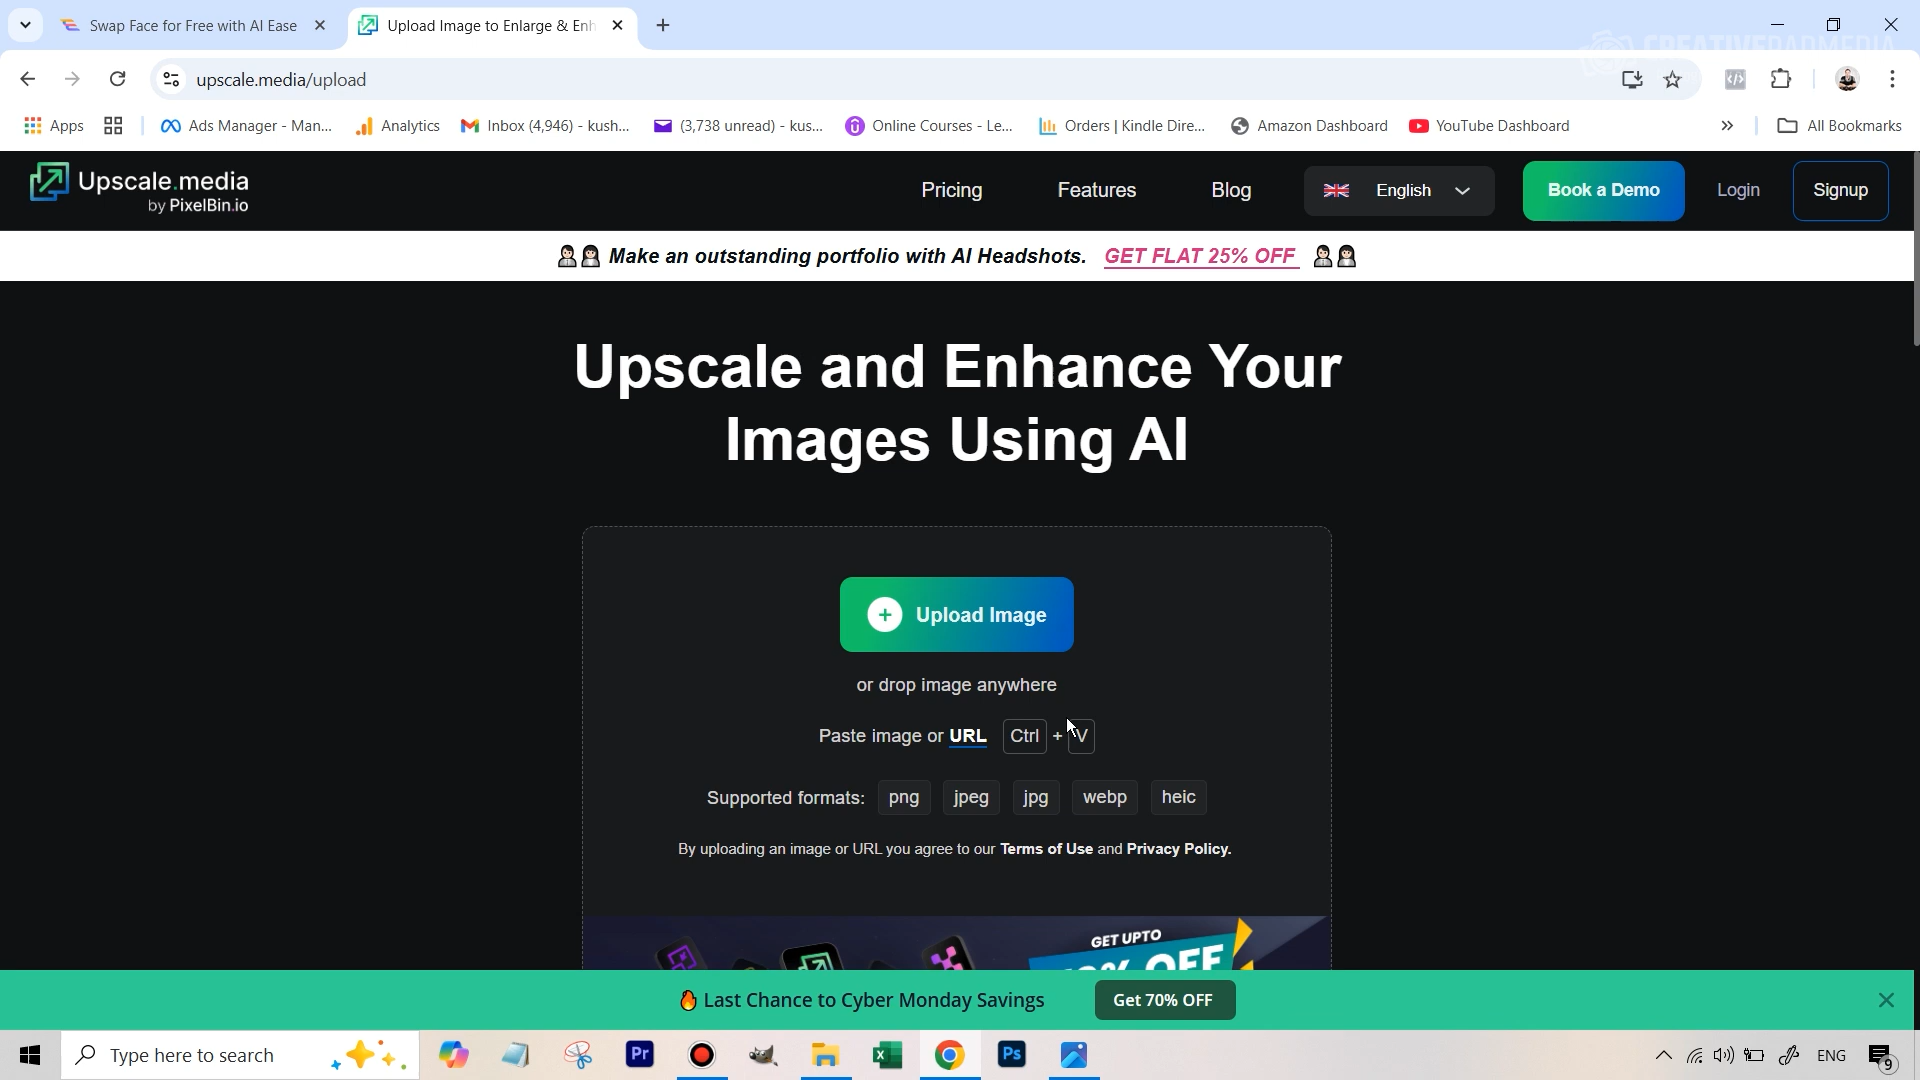 Swap Face for Free with AI Ease
Upload Image to Enlarge & Enh
CREATIVEDADMEDIA
upscale.media/upload
Apps
Ads Manager - Man...
Analytics
Inbox (4,946) - kush...
(3,738 unread) - kus...
Online Courses - Le...
Orders | Kindle Dire...
Amazon Dashboard
YouTube Dashboard
All Bookmarks
Upscale.media
by PixelBin.io
Pricing
Features
Blog
English
Book a Demo
Login
Signup
Make an outstanding portfolio with AI Headshots. GET FLAT 25% OFF
Upscale and Enhance Your
Images Using AI
+ Upload Image
or drop image anywhere
Paste image or URL Ctrl + V
Supported formats: png jpeg jpg webp heic
By uploading an image or URL you agree to our Terms of Use and Privacy Policy.
GET UPTO
OFF
Last Chance to Cyber Monday Savings
Get 70% OFF
Type here to search
Pr
Ps
ENG
9